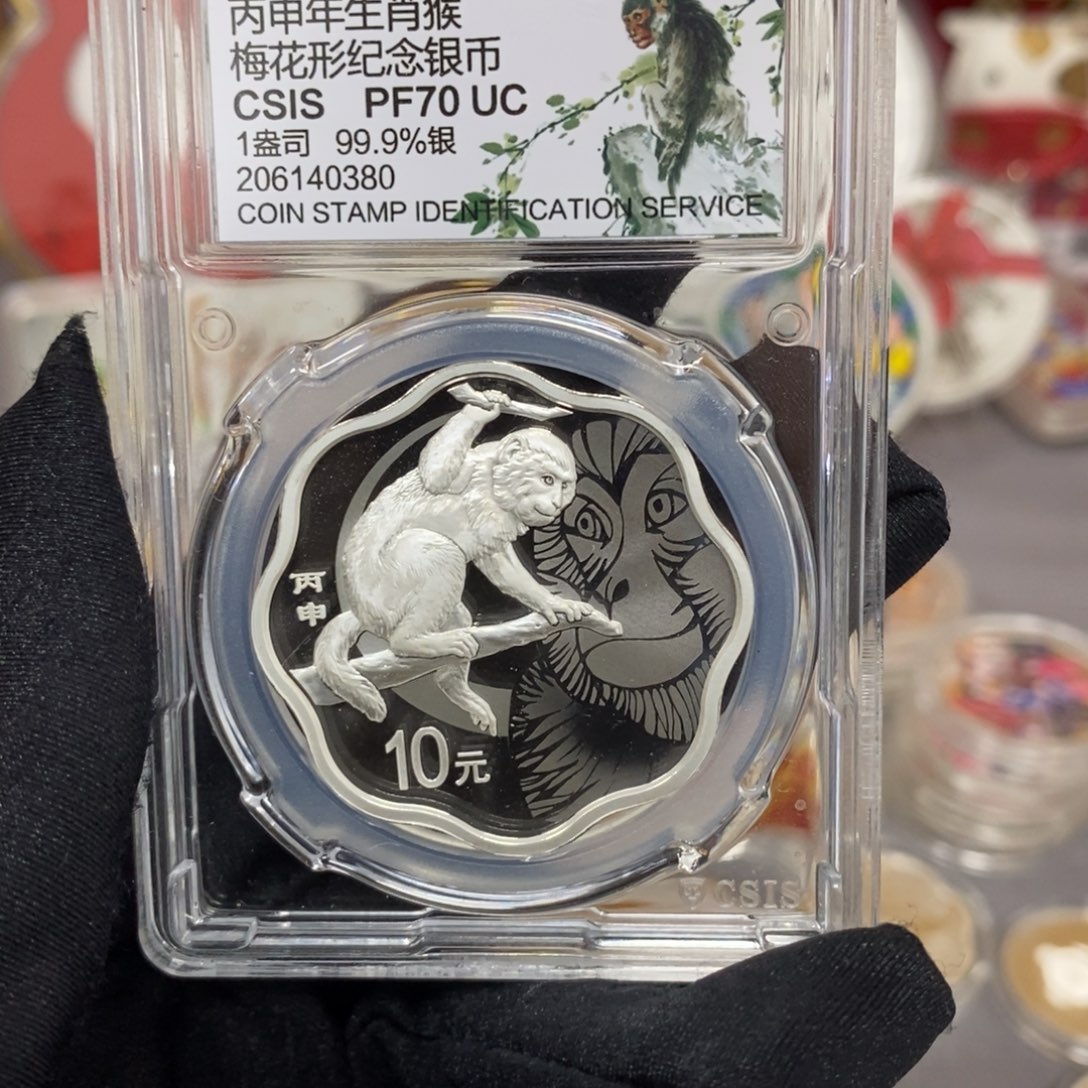 丙申年生肖猴
梅花形纪念银币
CSIS PF70 UC
1盎司 99.9%银
206140380
COIN STAMP IDENTIFICATION SERVICE
丙
申
10元
CSIS